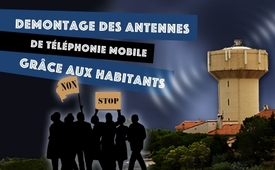 DEMONTAGE DES ANTENNES
DE TÉLÉPHONIE MOBILE
GRÂCE AUX HABITANTS
NON
STOP